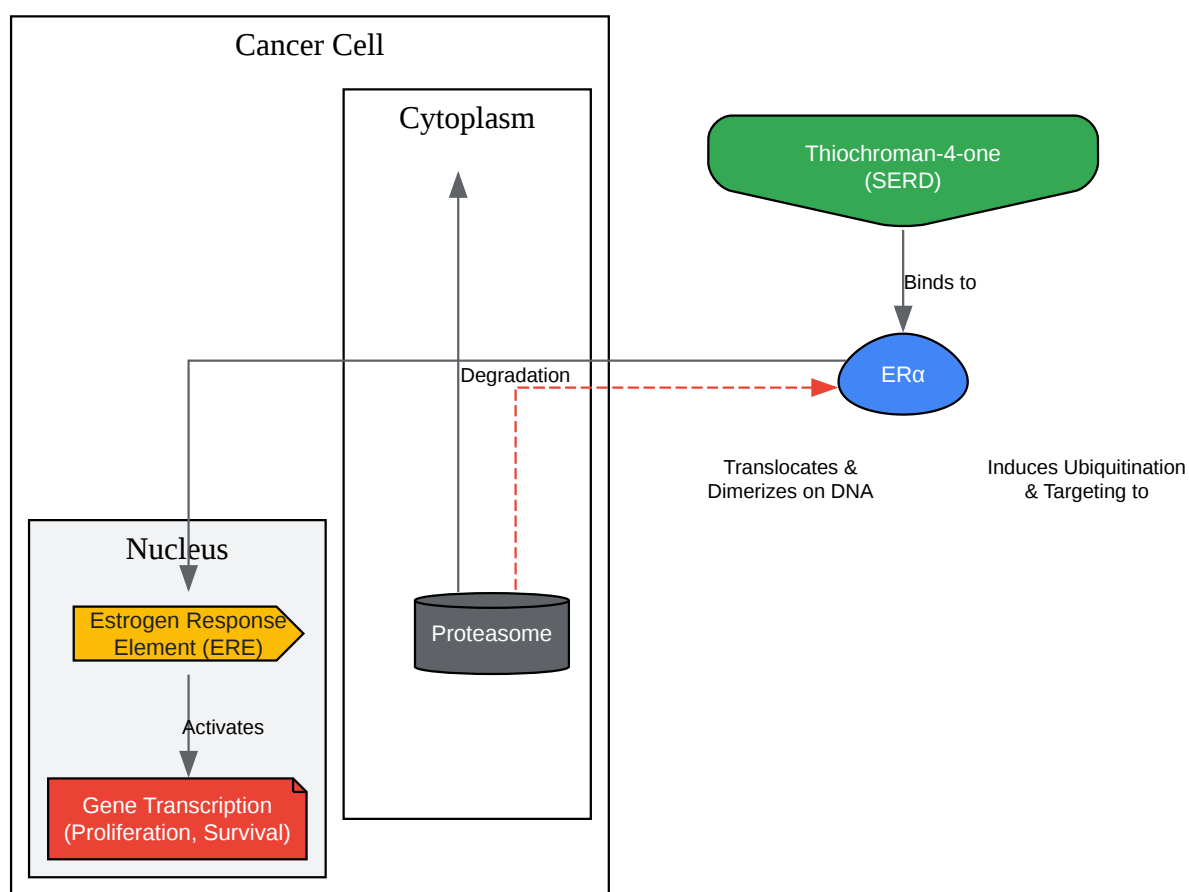 Cancer Cell
Cytoplasm
Thiochroman-4-one
(SERD)
Binds to
ERα
Degradation
Translocates &
Dimerizes on DNA
Induces Ubiquitination
& Targeting to
Nucleus
Estrogen Response
Element (ERE)
Proteasome
Activates
Gene Transcription
(Proliferation, Survival)